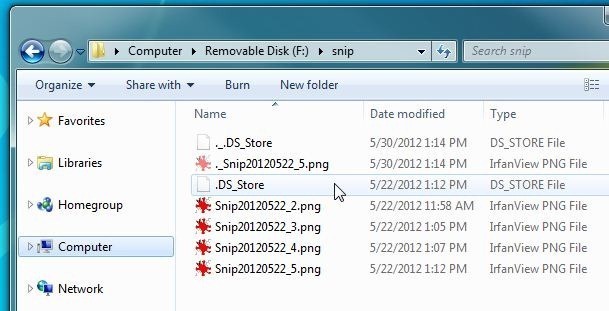 Computer Removable Disk (F:) snip Search snip
Organize Share with Burn New folder
Name Date modified Type
Favorites
Libraries
Homegroup
Computer
Network
._.DS_Store 5/30/2012 1:14 PM DS_STORE File
._Snip20120522_5.png 5/30/2012 1:14 PM IrfanView PNG File
.DS_Store 5/22/2012 1:12 PM DS_STORE File
Snip20120522_2.png 5/22/2012 11:58 AM IrfanView PNG File
Snip20120522_3.png 5/22/2012 1:05 PM IrfanView PNG File
Snip20120522_4.png 5/22/2012 1:07 PM IrfanView PNG File
Snip20120522_5.png 5/22/2012 1:12 PM IrfanView PNG File